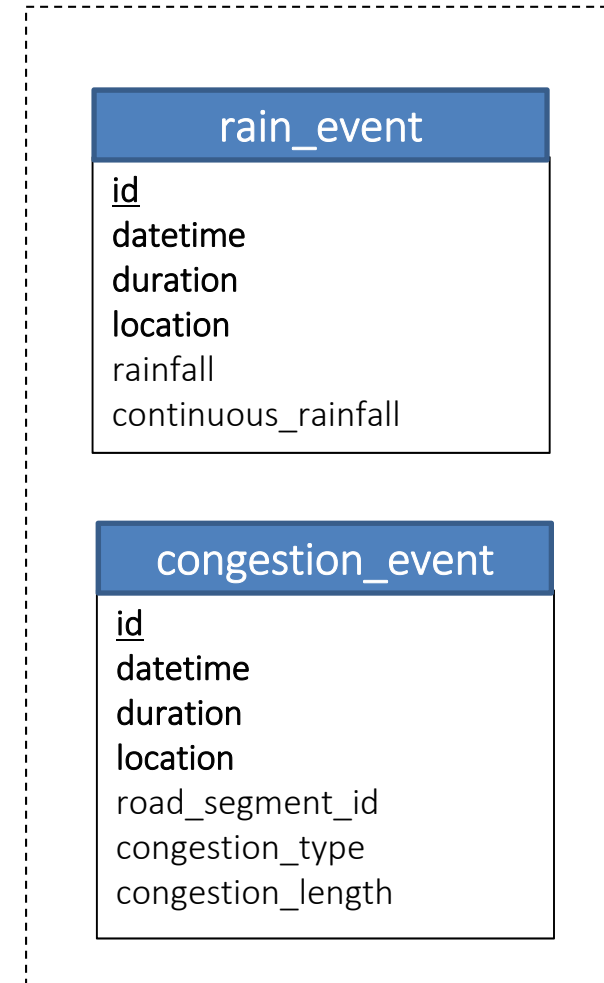 rain_event
id
datetime
duration
location
rainfall
continuous_rainfall
congestion_event
id
datetime
duration
location
road_segment_id
congestion_type
congestion_length